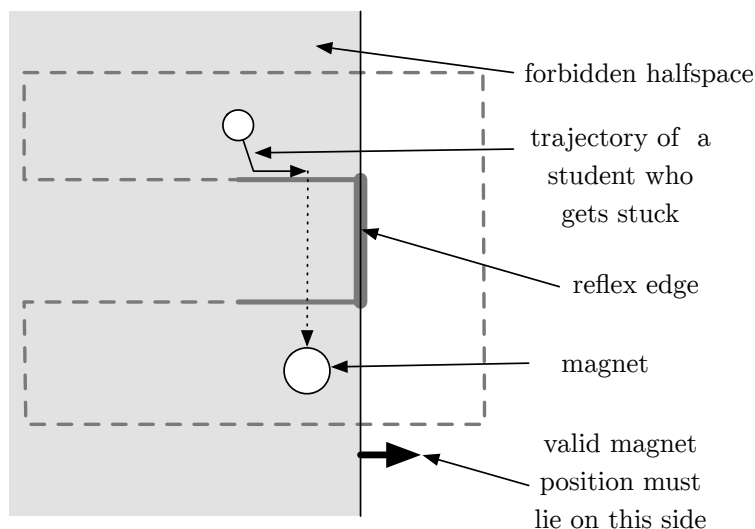 forbidden halfspace
trajectory of a
student who
gets stuck
reflex edge
magnet
valid magnet
position must
lie on this side